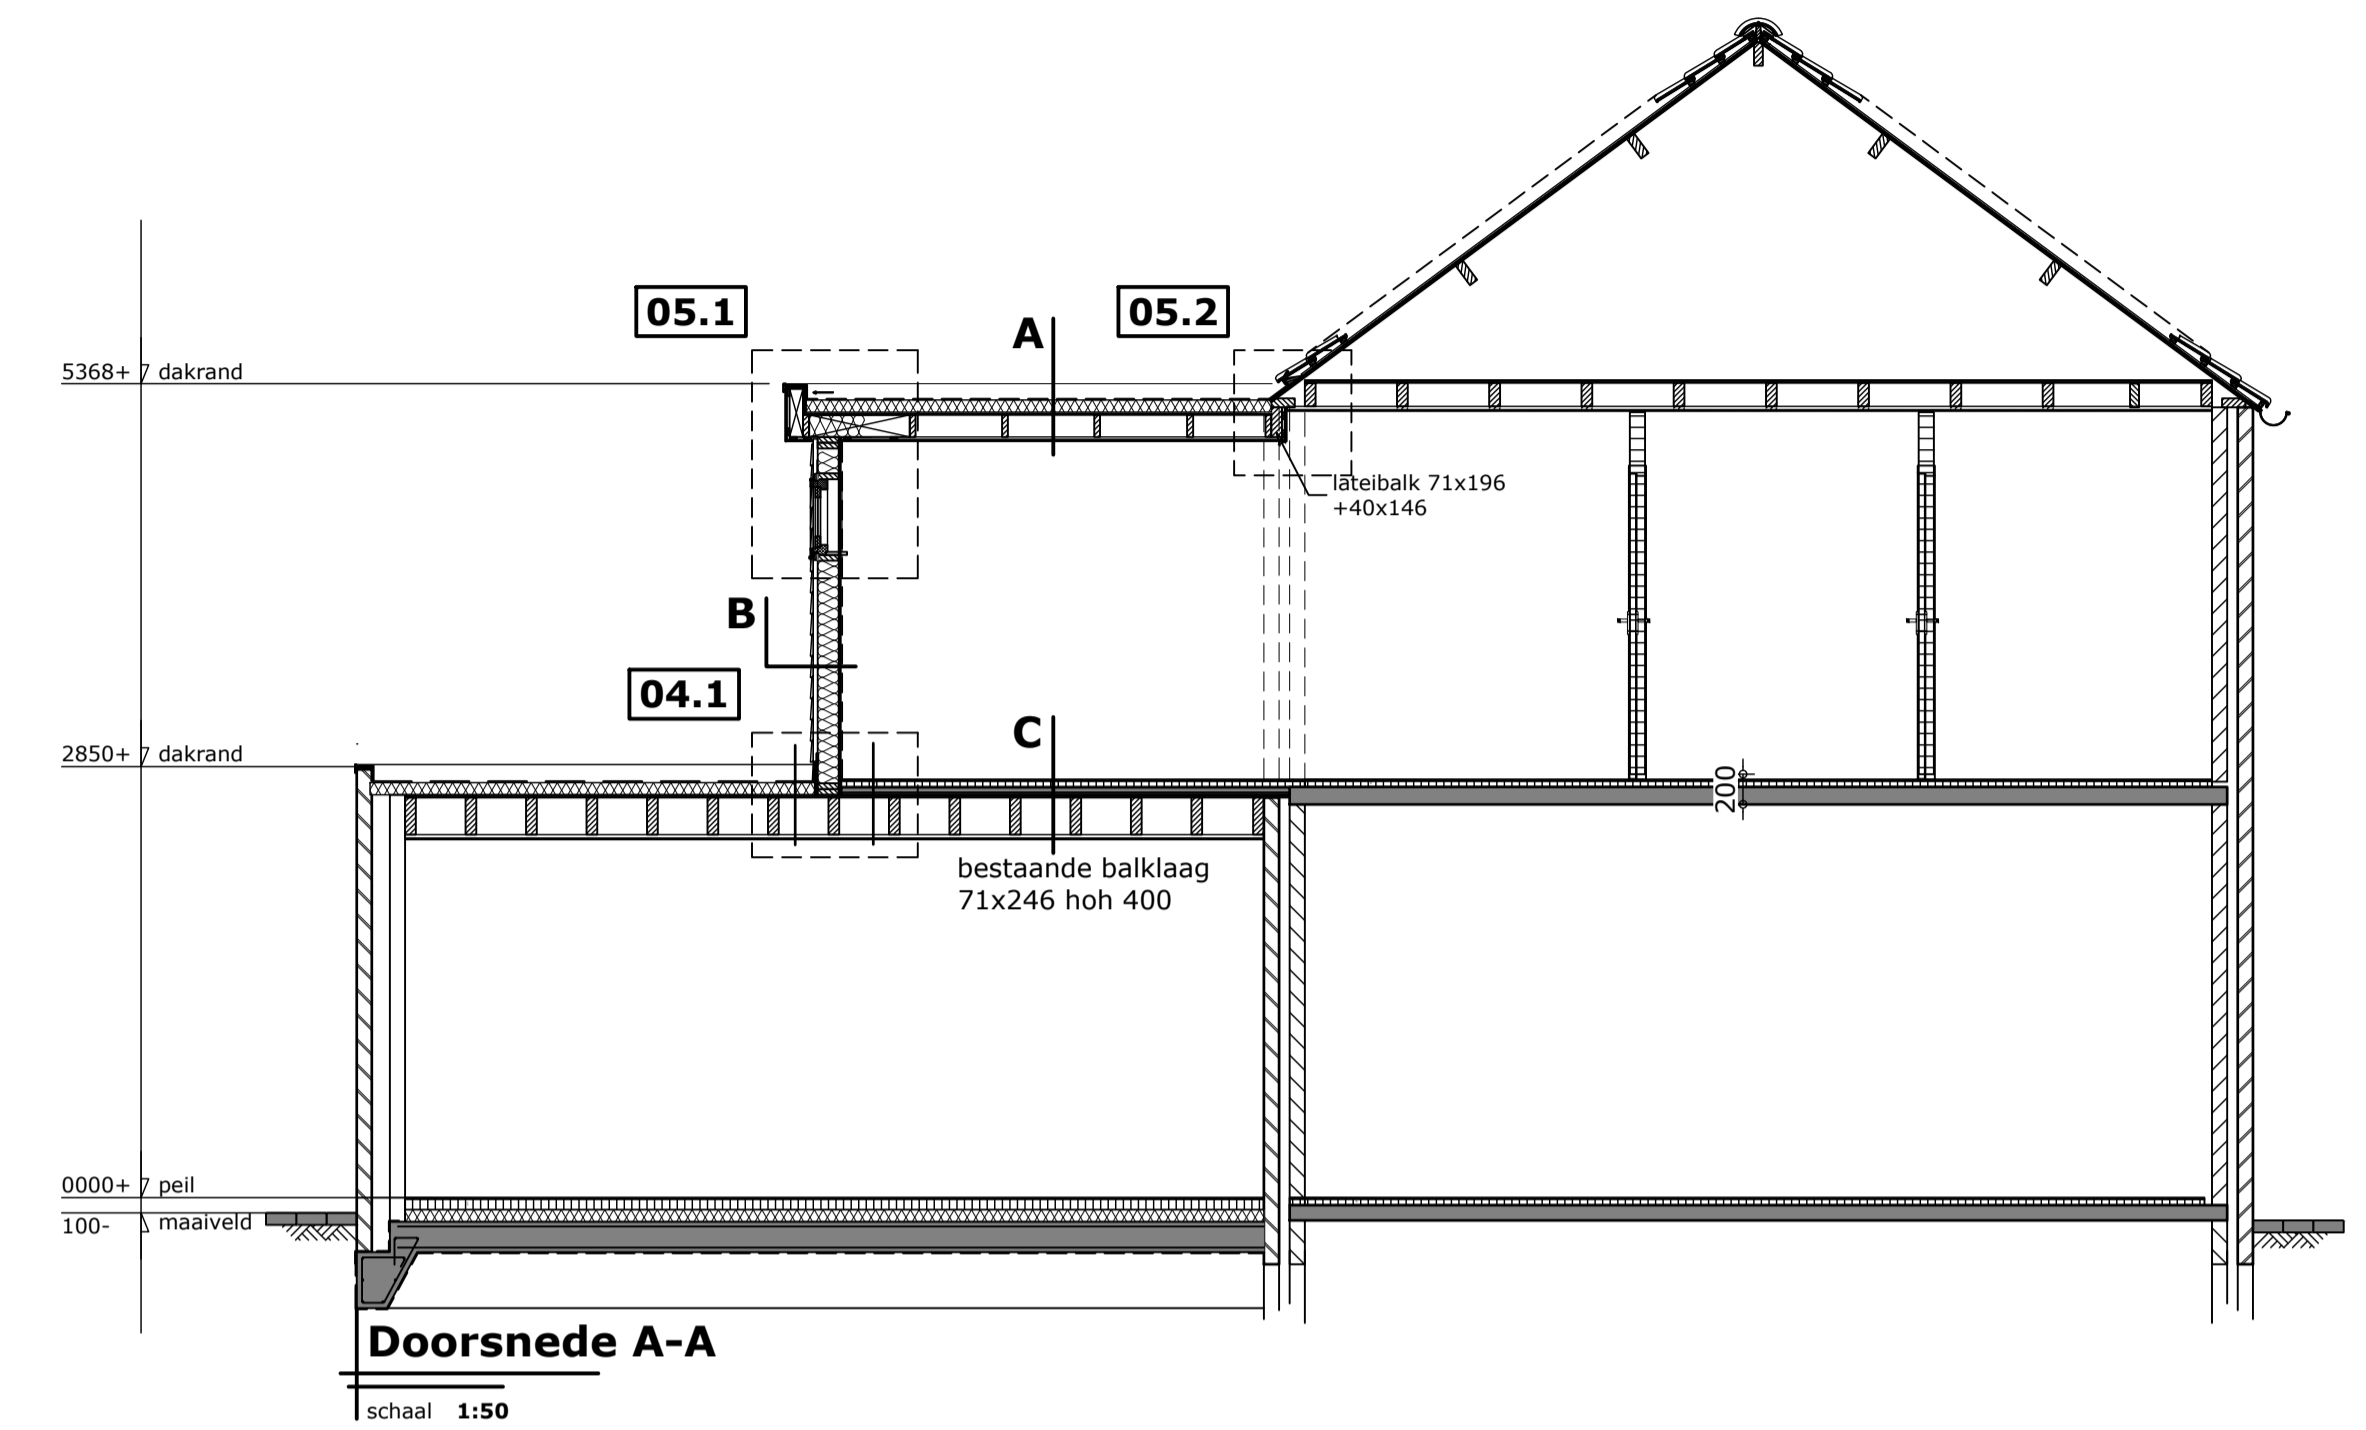 05.1
05.2
A
5368+ dakrand
lateibalk 71x196
+40x146
B
04.1
C
2850+ dakrand
200
bestaande balklaag
71x246 hoh 400
0000+ peil
100- maaiveld
Doorsnede A-A
schaal 1:50